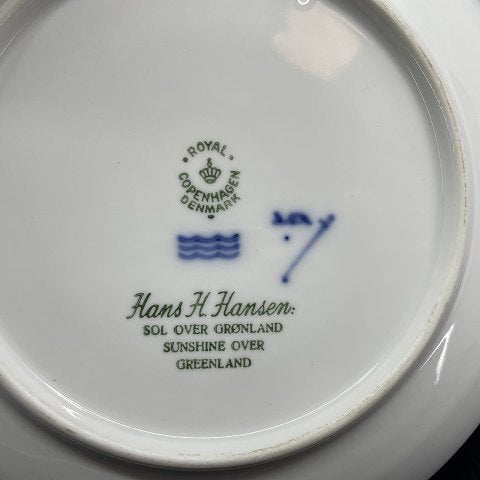 ROYAL
COPENHAGEN
DENMARK
Hans H. Hansen:
SOL OVER GRØNLAND
SUNSHINE OVER
GREENLAND